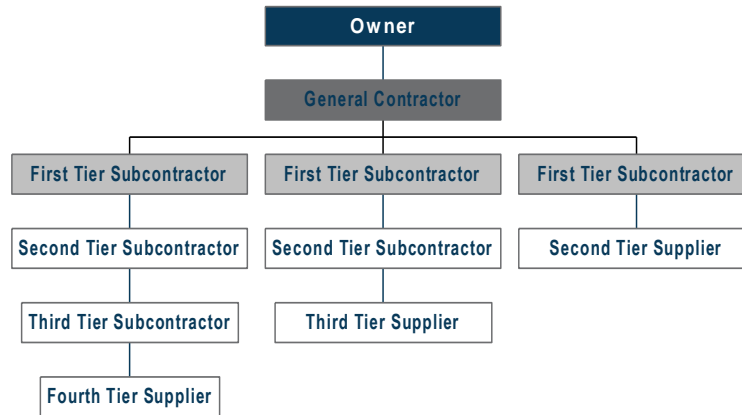 Owner
General Contractor
First Tier Subcontractor
First Tier Subcontractor
First Tier Subcontractor
Second Tier Subcontractor
Second Tier Subcontractor
Second Tier Supplier
Third Tier Subcontractor
Third Tier Supplier
Fourth Tier Supplier